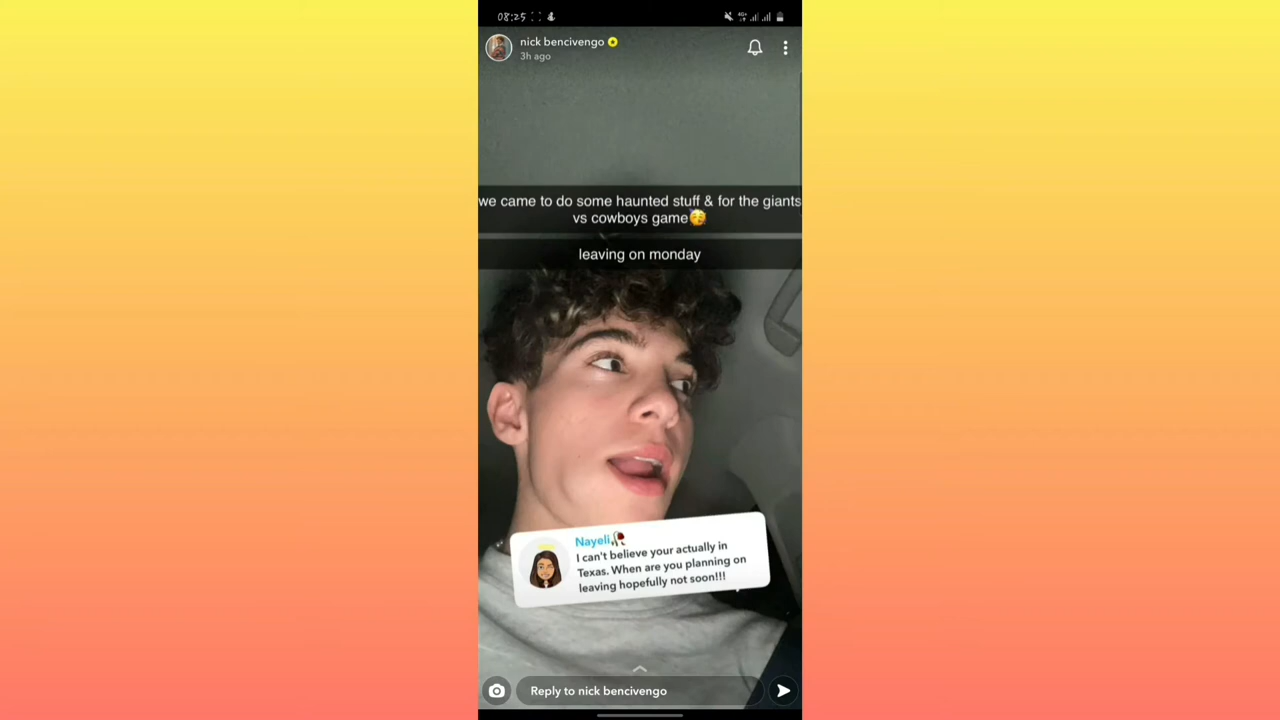 08:25
4G+
nick bencivengo
3h ago
we came to do some haunted stuff & for the giants
vs cowboys game🥳
leaving on monday
Nayeli🥀
I can't believe your actually in
Texas. When are you planning on
leaving hopefully not soon!!!
Reply to nick bencivengo